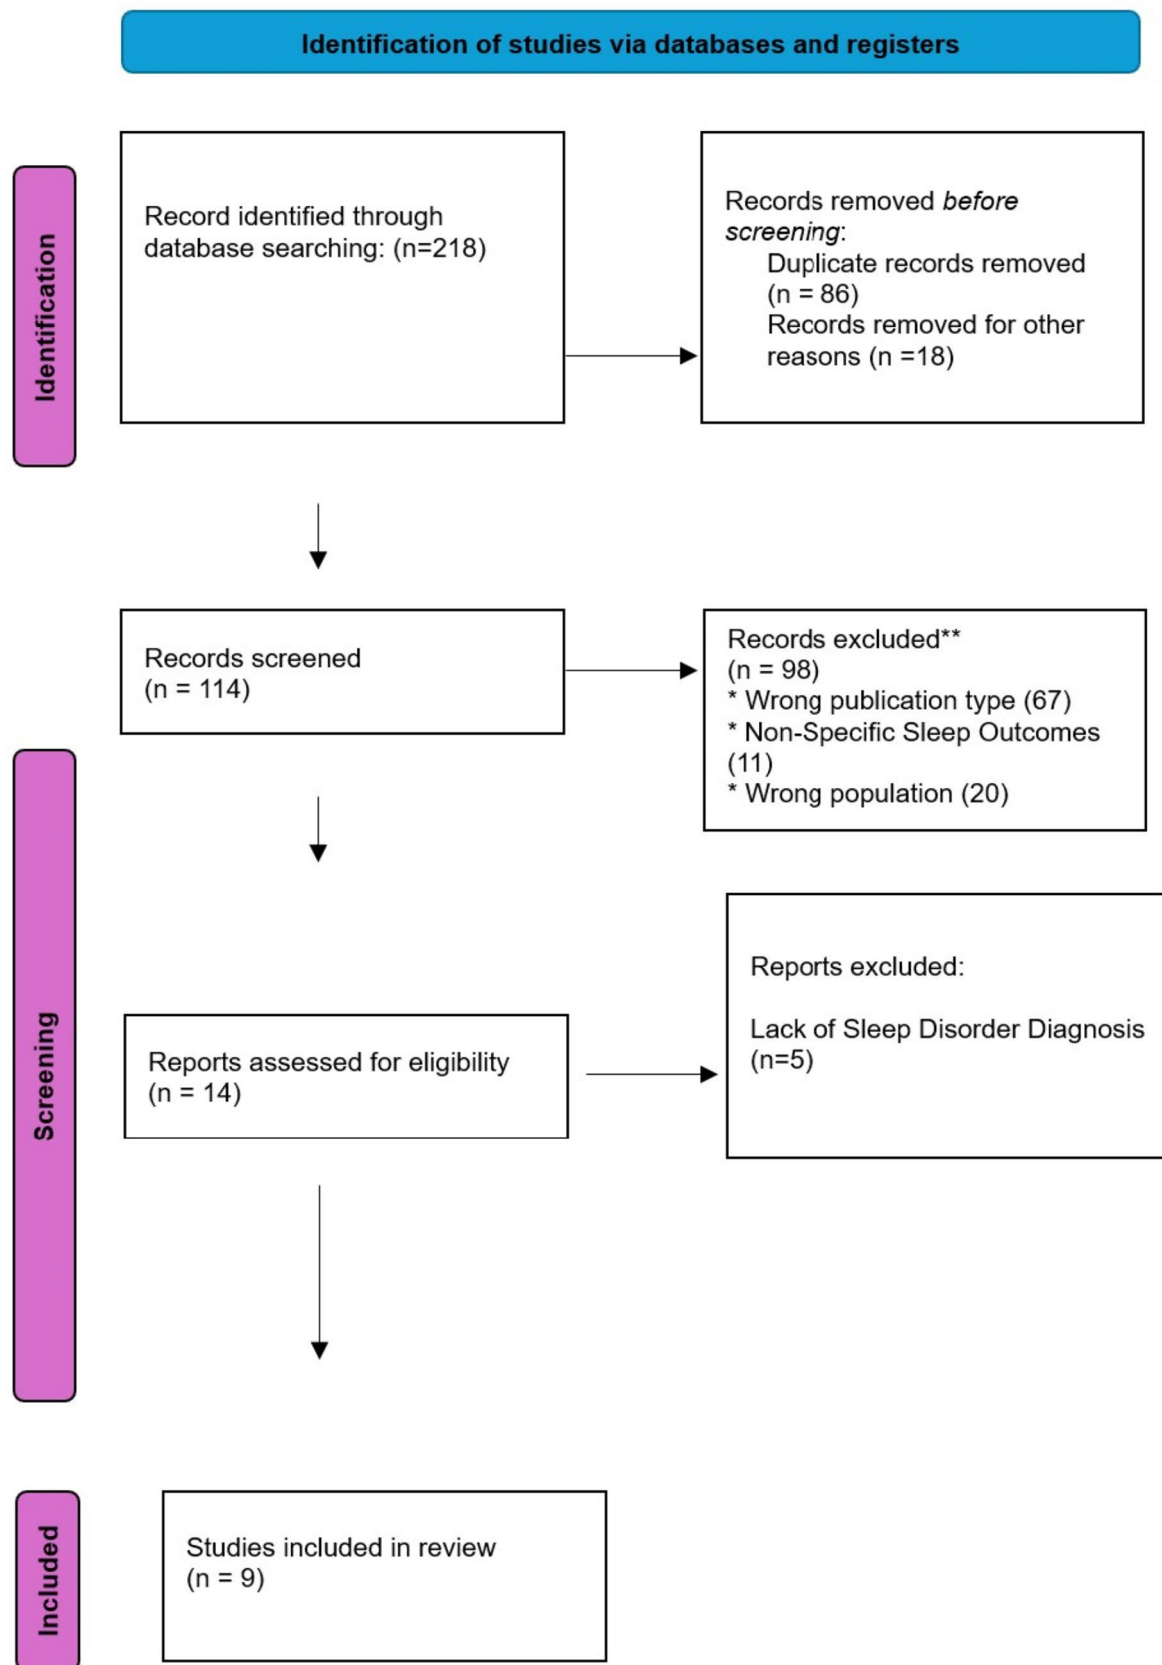 Identification of studies via databases and registers
Identification
Record identified through
database searching: (n=218)
Records removed before
screening:
Duplicate records removed
(n = 86)
Records removed for other
reasons (n =18)
Records screened
(n = 114)
Records excluded**
(n = 98)
* Wrong publication type (67)
* Non-Specific Sleep Outcomes
(11)
* Wrong population (20)
Screening
Reports assessed for eligibility
(n = 14)
Reports excluded:
Lack of Sleep Disorder Diagnosis
(n=5)
Included
Studies included in review
(n = 9)